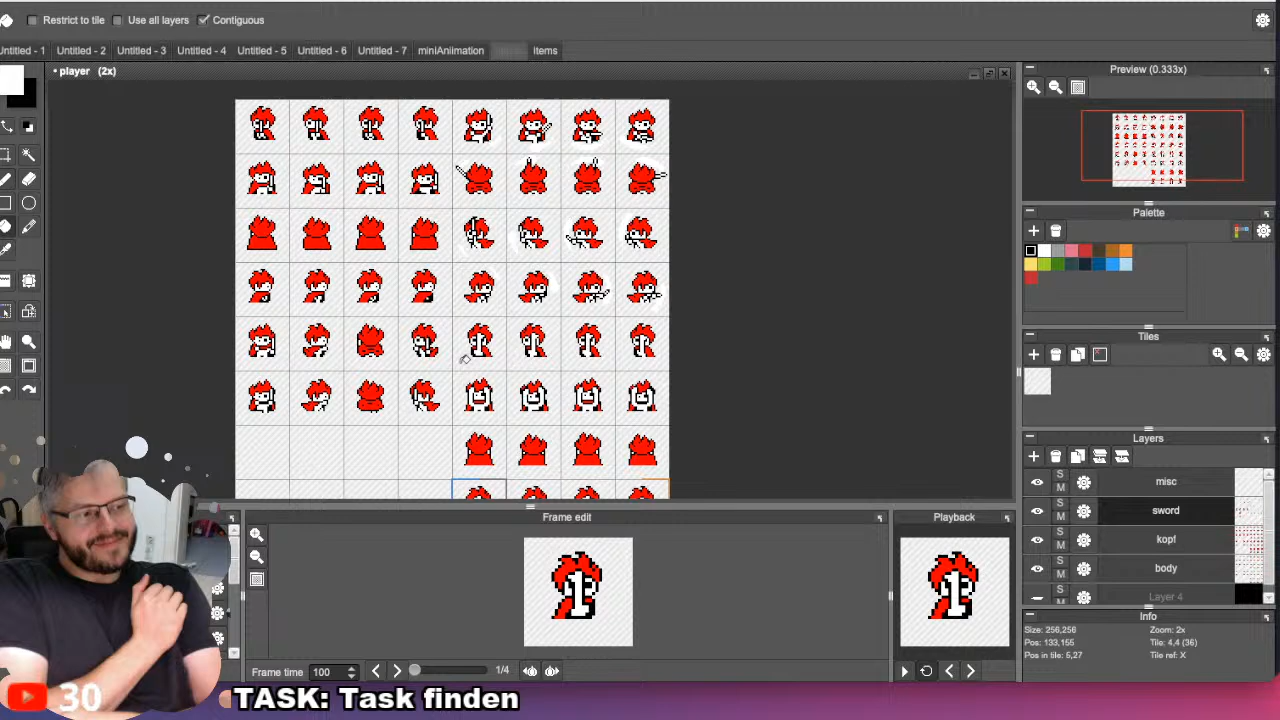 Restrict to tile Use all layers Contiguous
Untitled - 1 Untitled - 2 Untitled - 3 Untitled - 4 Untitled - 5 Untitled - 6 Untitled - 7 miniAnimation Items
• player (2x)
Preview (0.333x)
Palette
Tiles
Layers
S
M
misc
S
M
sword
S
M
kopf
S
M
body
Layer 4
Frame edit
Playback
Info
Size: 256,256
Pos: 133,155
Pos in tile: 5,27
Zoom: 2x
Tile: 4,4 (36)
Tile ref: X
Frame time 100
1/4
30
TASK: Task finden